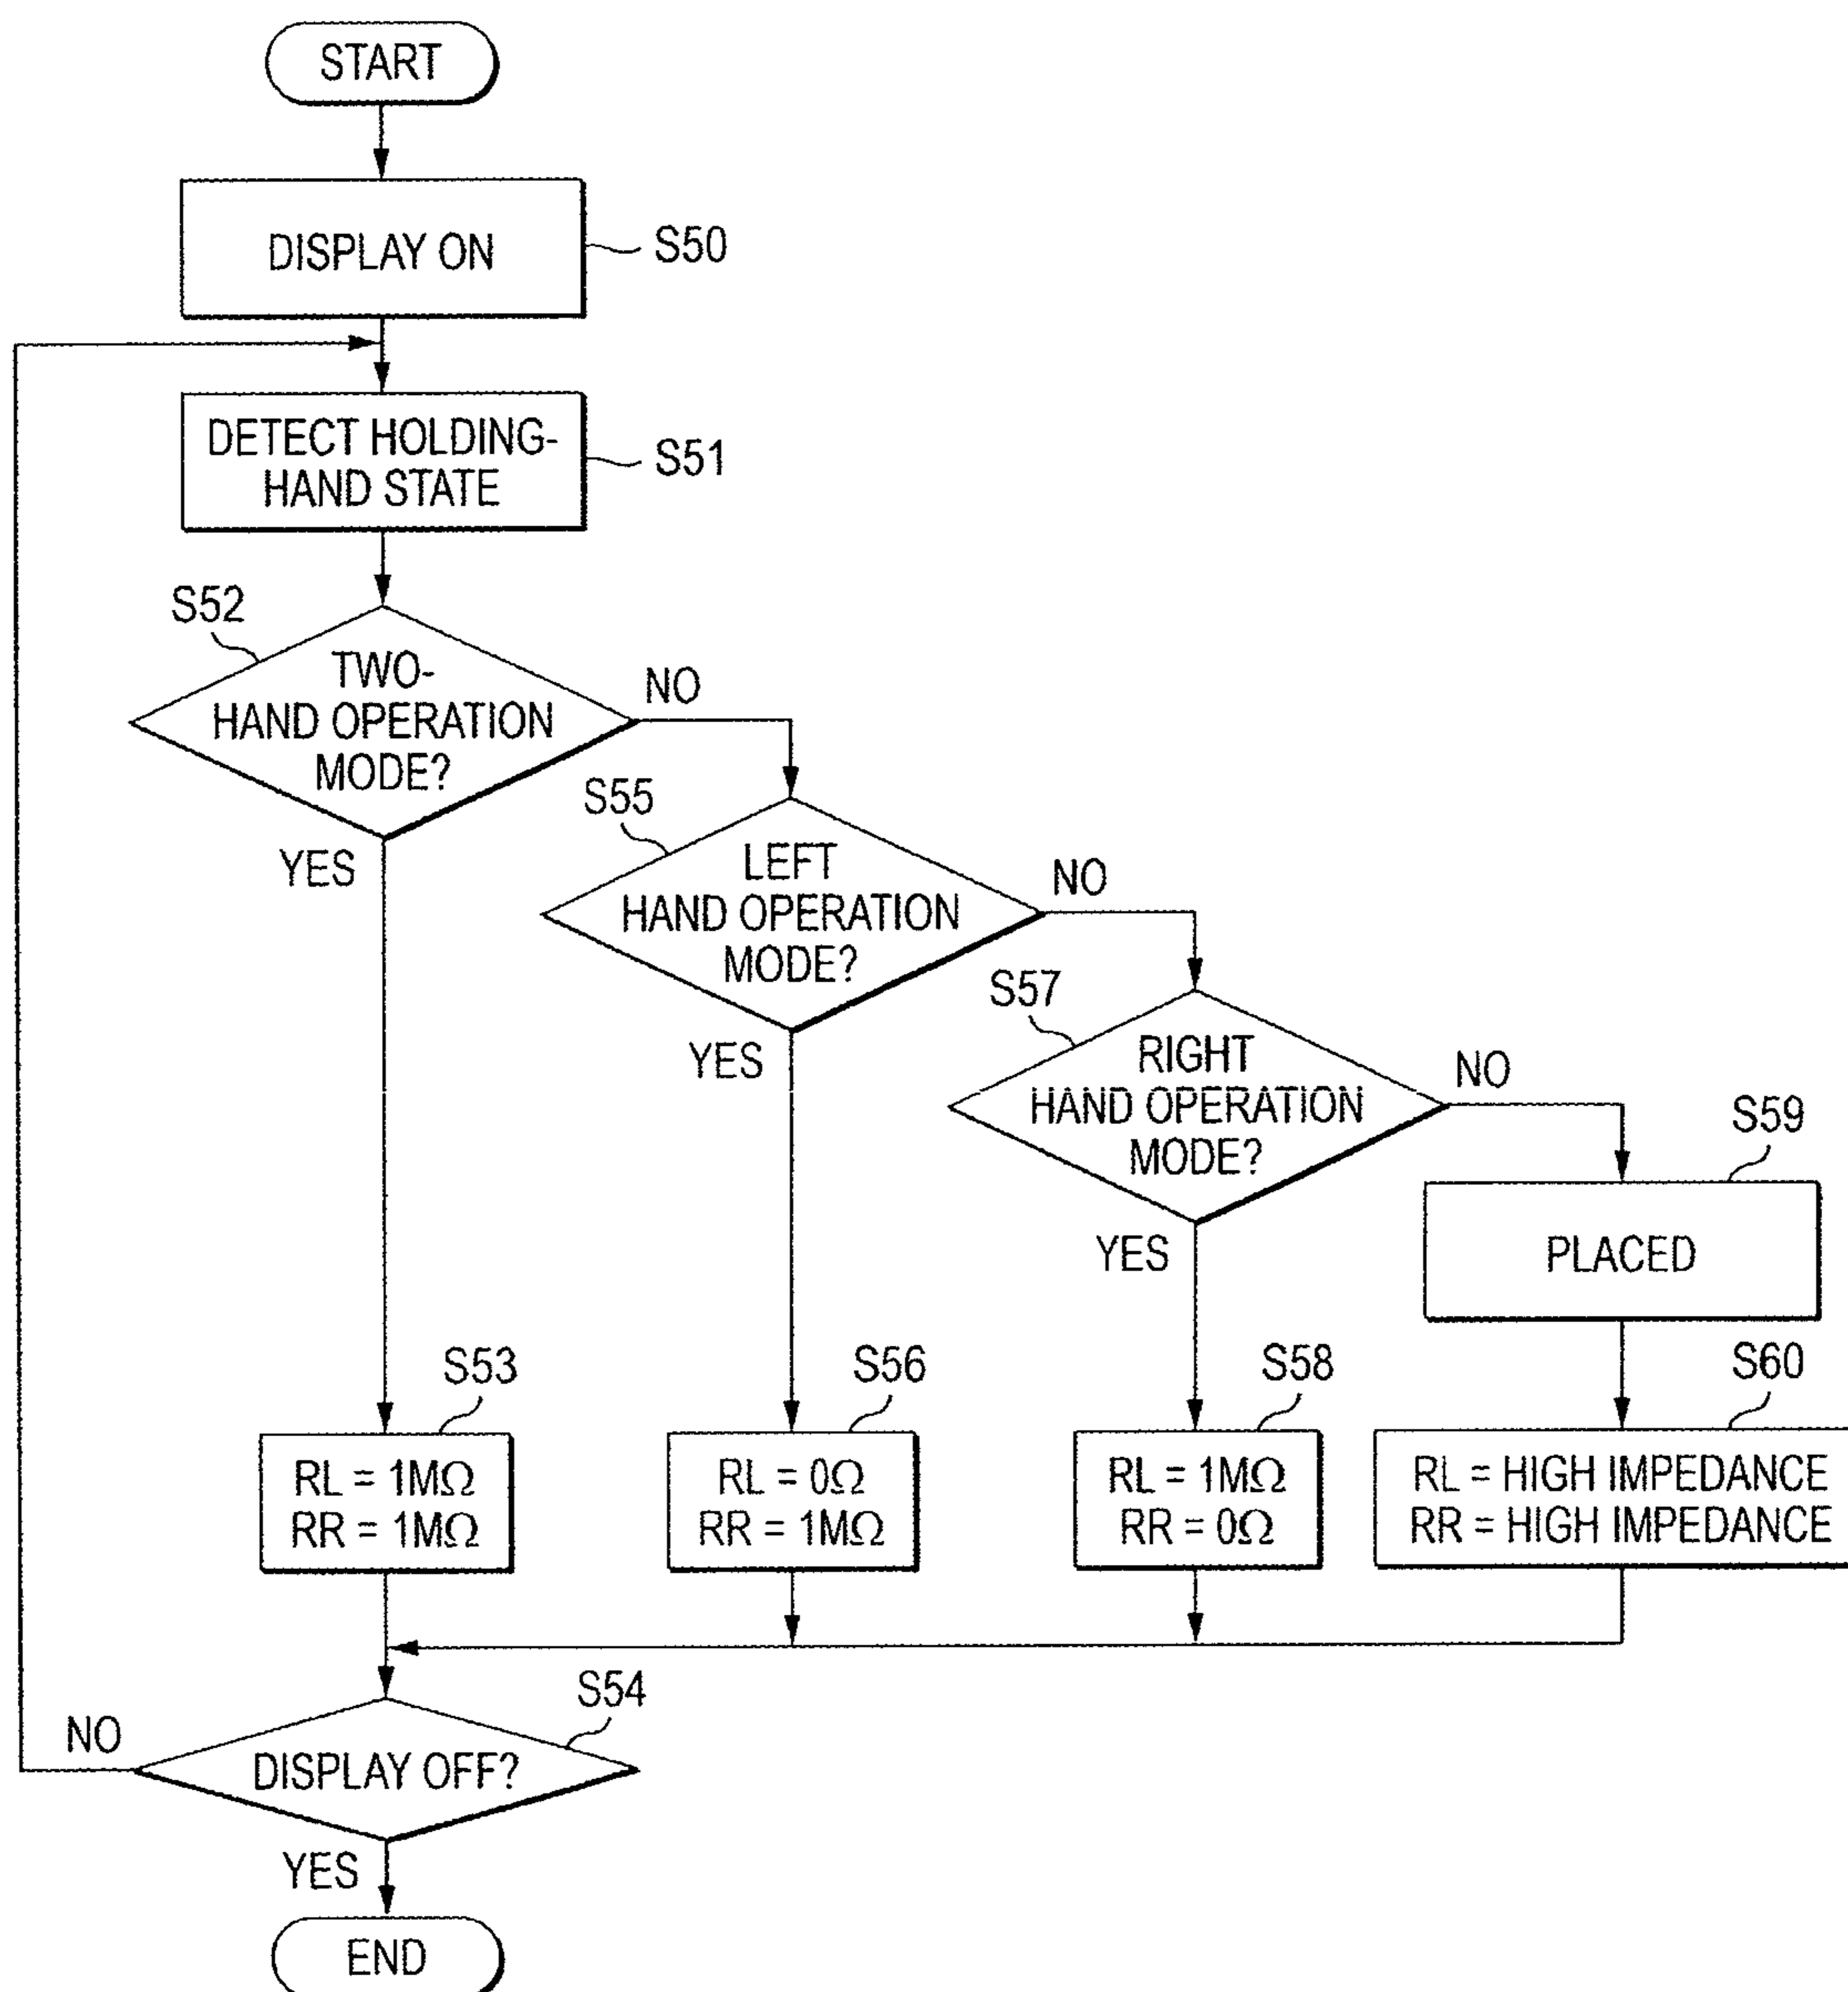 START
DISPLAY ON
S50
DETECT HOLDING-
HAND STATE
S51
S52
TWO-
HAND OPERATION
MODE?
NO
YES
S55
LEFT
HAND OPERATION
MODE?
NO
YES
S57
RIGHT
HAND OPERATION
MODE?
NO
YES
S59
PLACED
S53
RL = 1MΩ
RR = 1MΩ
S56
RL = 0Ω
RR = 1MΩ
S58
RL = 1MΩ
RR = 0Ω
S60
RL = HIGH IMPEDANCE
RR = HIGH IMPEDANCE
S54
DISPLAY OFF?
NO
YES
END